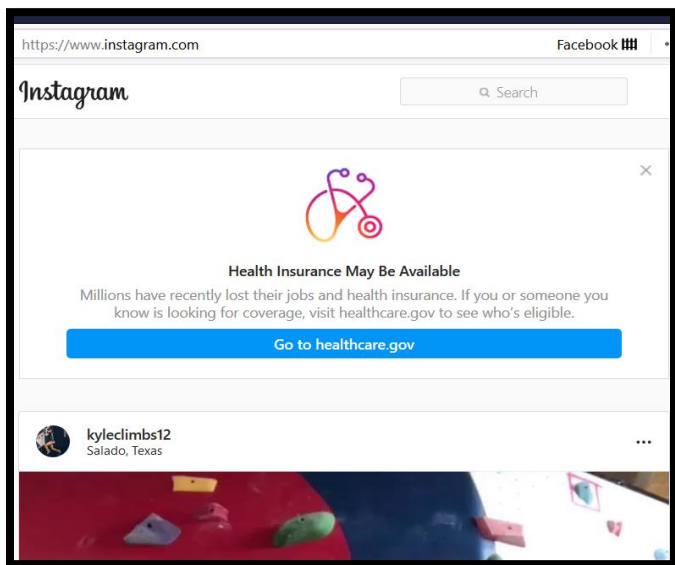 https://www.instagram.com Facebook
Instagram
Search
Health Insurance May Be Available
Millions have recently lost their jobs and health insurance. If you or someone you
know is looking for coverage, visit healthcare.gov to see who's eligible.
Go to healthcare.gov
kyleclimbs12
Salado, Texas